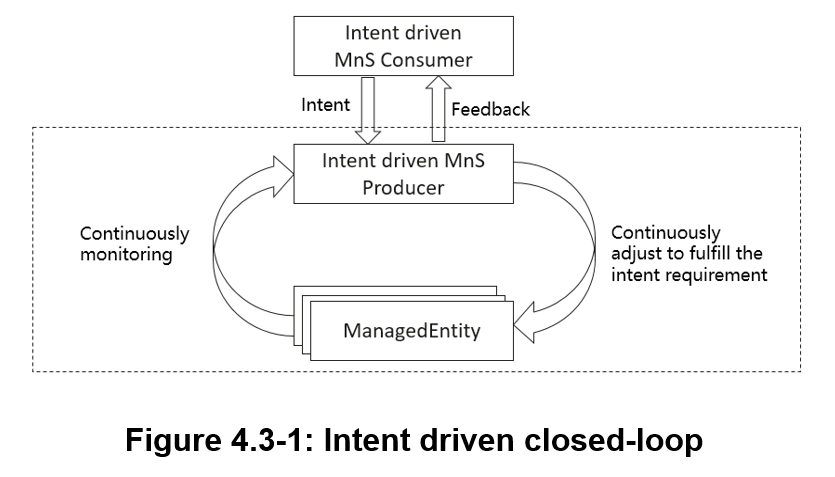 Intent driven
MnS Consumer
Intent
Feedback
Intent driven MnS
Producer
Continuously
monitoring
Continuously
adjust to fulfill the
intent requirement
ManagedEntity
Figure 4.3-1: Intent driven closed-loop